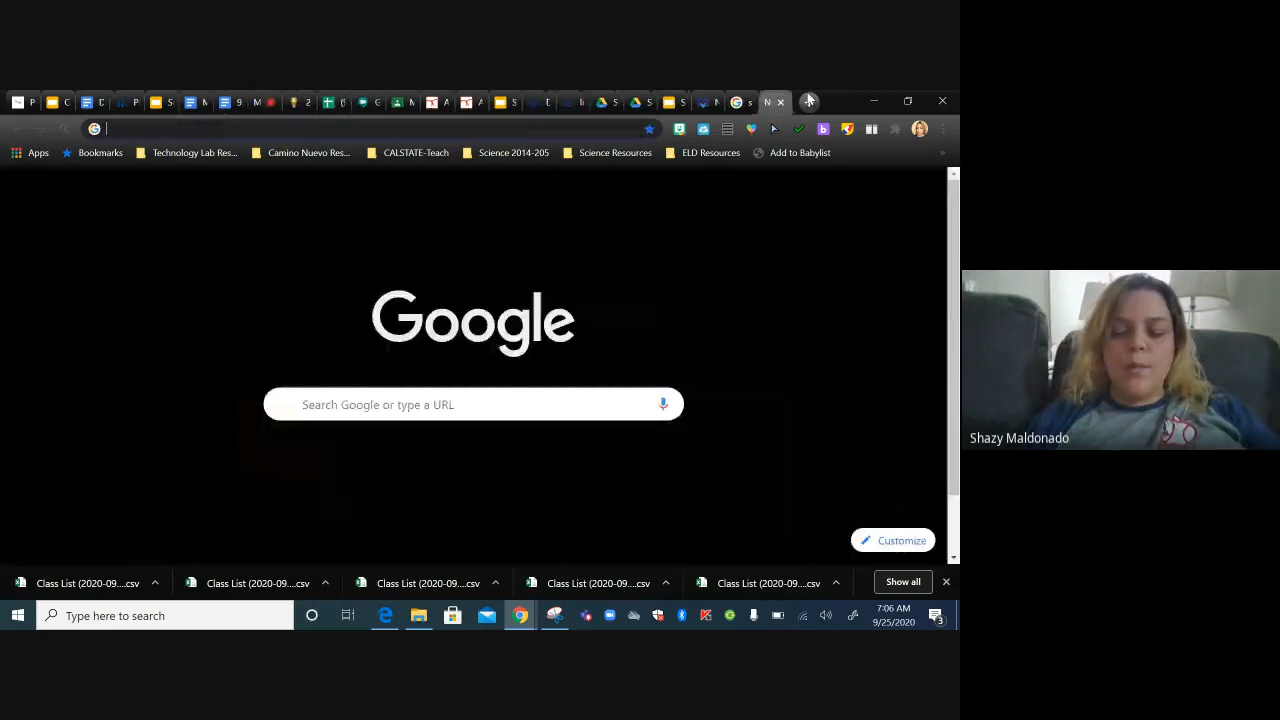 P C D P S M 9. M 2 (! G M A A S D I S S S N s N
Apps Bookmarks Technology Lab Res... Camino Nuevo Res... CALSTATE-Teach Science 2014-205 Science Resources ELD Resources Add to Babylist »
Google
Search Google or type a URL
Customize
Shazy Maldonado
Class List (2020-09....csv Class List (2020-09....csv Class List (2020-09....csv Class List (2020-09....csv Class List (2020-09....csv Show all
Type here to search
7:06 AM
9/25/2020
3